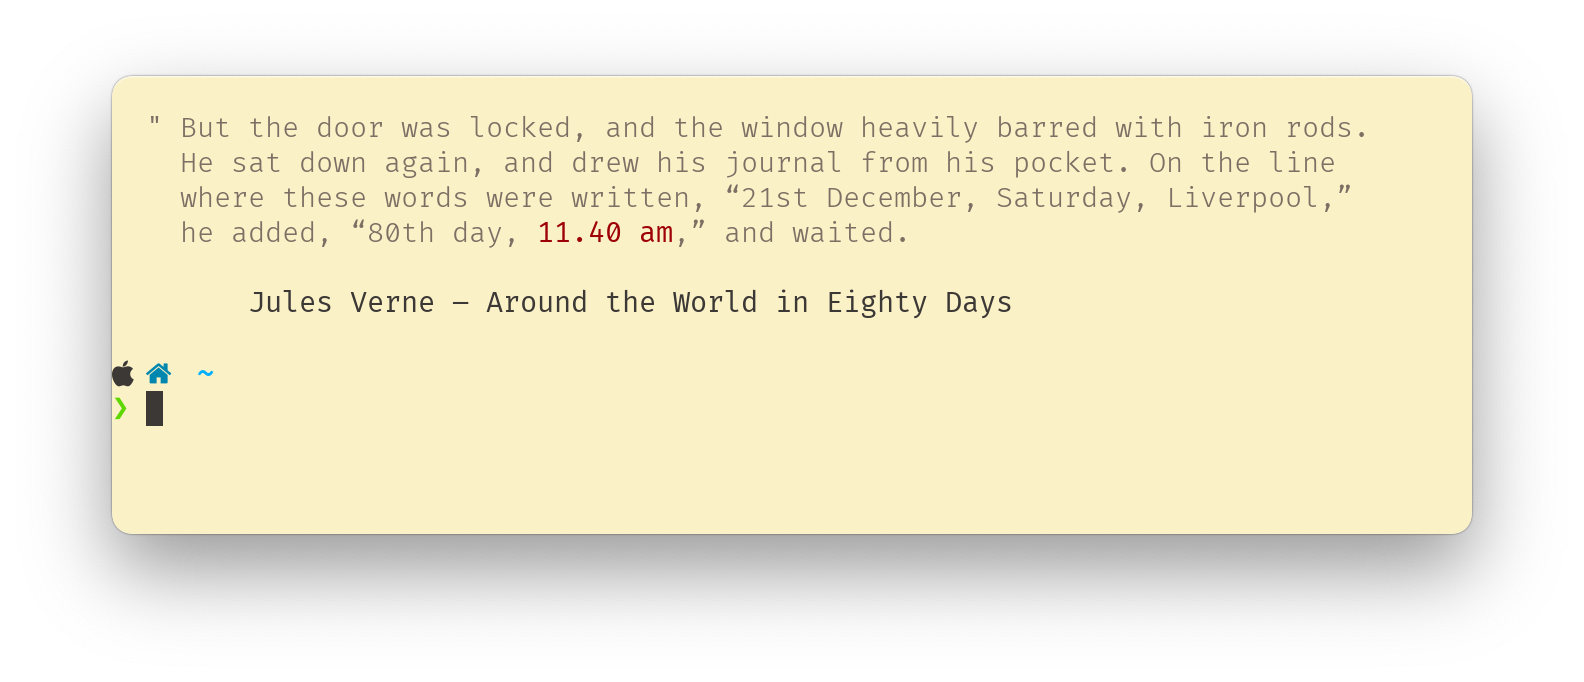 " But the door was locked, and the window heavily barred with iron rods.
He sat down again, and drew his journal from his pocket. On the line
where these words were written, “21st December, Saturday, Liverpool,”
he added, “80th day, 11.40 am,” and waited.
Jules Verne – Around the World in Eighty Days
~
❯